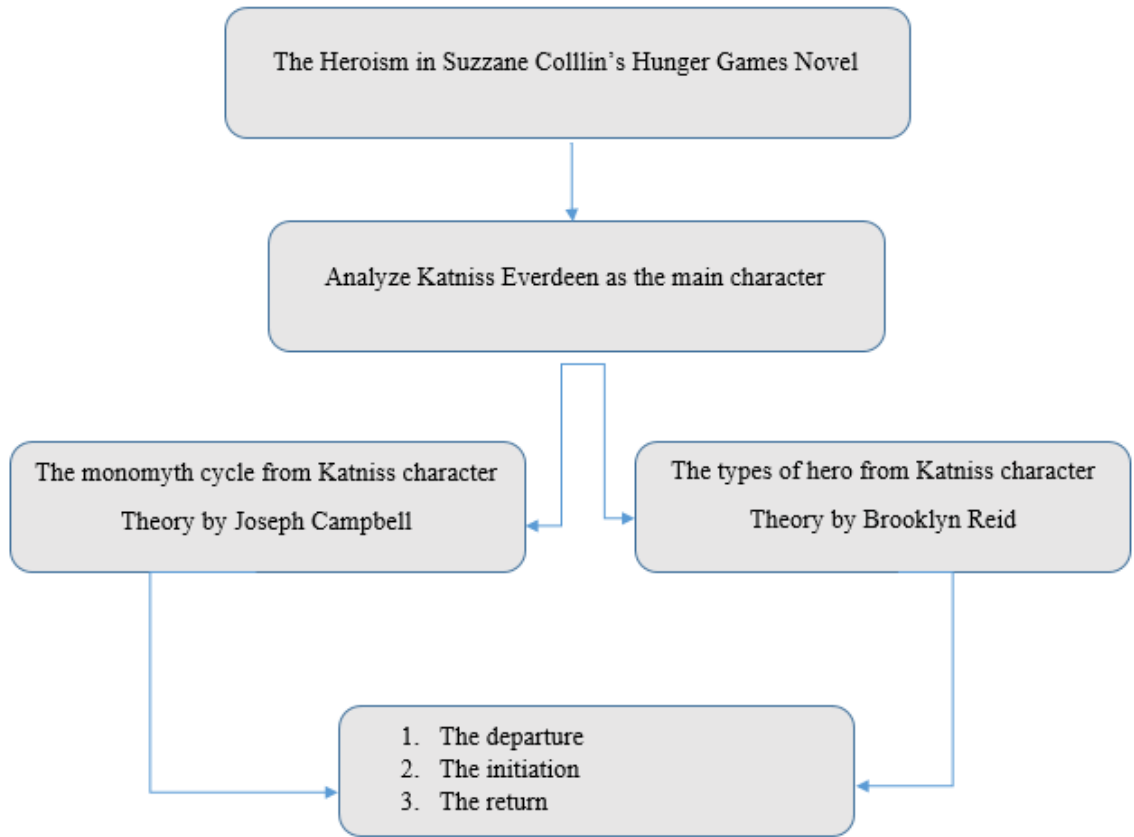 The Heroism in Suzzane Colllin’s Hunger Games Novel
Analyze Katniss Everdeen as the main character
The monomyth cycle from Katniss character
Theory by Joseph Campbell
The types of hero from Katniss character
Theory by Brooklyn Reid
1. The departure
2. The initiation
3. The return